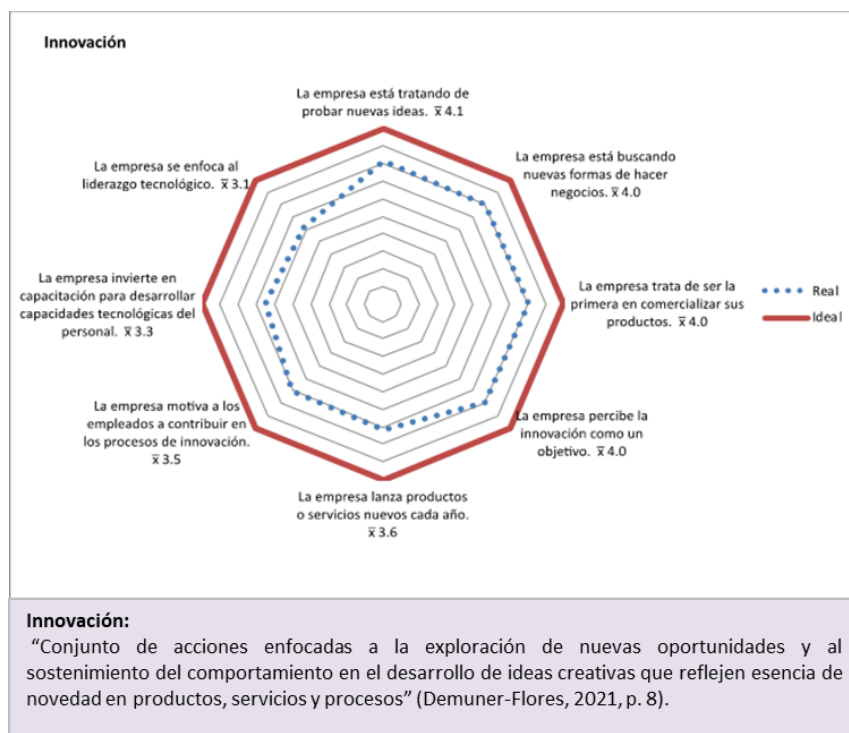 Innovación
La empresa está tratando de
probar nuevas ideas. x̅ 4.1
La empresa está buscando
nuevas formas de hacer
negocios. x̅ 4.0
La empresa trata de ser la
primera en comercializar sus
productos. x̅ 4.0
La empresa percibe la
innovación como un
objetivo. x̅ 4.0
La empresa lanza productos
o servicios nuevos cada año.
x̅ 3.6
La empresa motiva a los
empleados a contribuir en
los procesos de innovación.
x̅ 3.5
La empresa invierte en
capacitación para desarrollar
capacidades tecnológicas del
personal. x̅ 3.3
La empresa se enfoca al
liderazgo tecnológico. x̅ 3.1
Real
Ideal
Innovación:
“Conjunto de acciones enfocadas a la exploración de nuevas oportunidades y al
sostenimiento del comportamiento en el desarrollo de ideas creativas que reflejen esencia de
novedad en productos, servicios y procesos” (Demuner-Flores, 2021, p. 8).